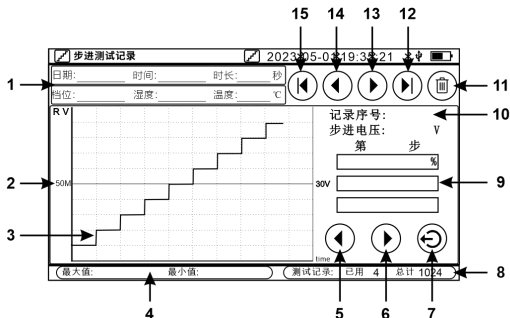 15 14 13 12
步进测试记录 2023-05-03 19:35:21
日期: 时间: 时长: 秒
1
档位: 湿度: 温度: ℃
11
R V
记录序号: 10
步进电压: V
第 步
%
2 50M 30V 9
3
time
最大值: 最小值: 测试记录: 已用 4 总计 1024 8
4 5 6 7